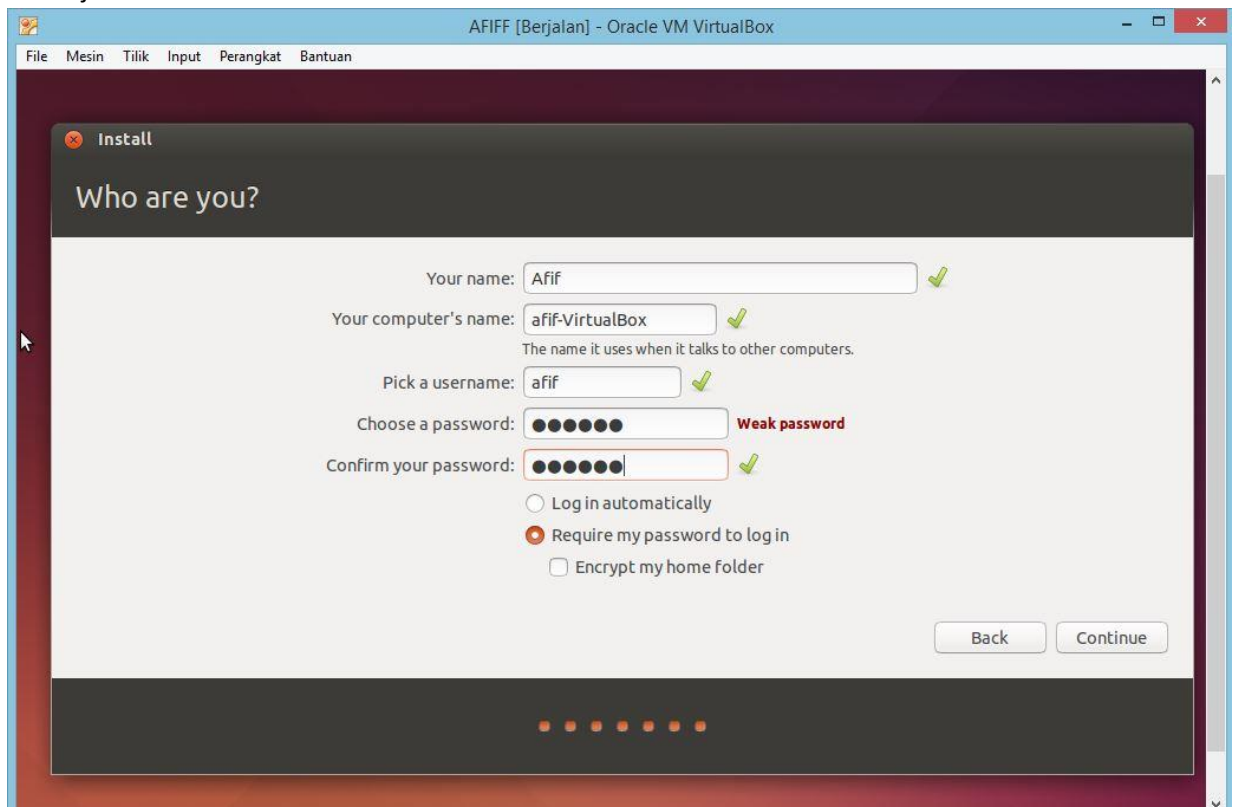 AFIFF [Berjalan] - Oracle VM VirtualBox
File Mesin Tilik Input Perangkat Bantuan
Install
Who are you?
Your name: Afif
Your computer's name: afif-VirtualBox
The name it uses when it talks to other computers.
Pick a username: afif
Choose a password: ●●●●●● Weak password
Confirm your password: ●●●●●●
Log in automatically
Require my password to log in
Encrypt my home folder
Back Continue